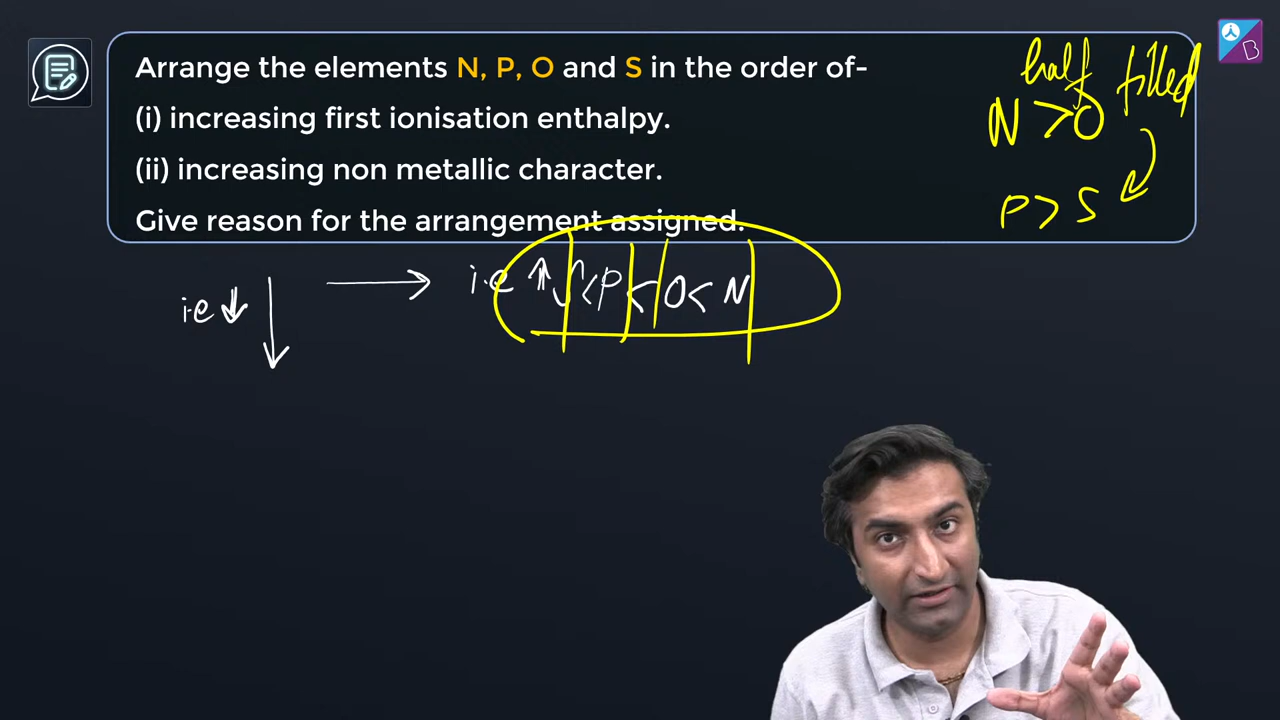 Arrange the elements N, P, O and S in the order of-
(i) increasing first ionisation enthalpy.
(ii) increasing non metallic character.
Give reason for the arrangement assigned.
half filled
N > O
P > S
i.e ↓ ↓ → i.e ↑ S < P < O < N
B